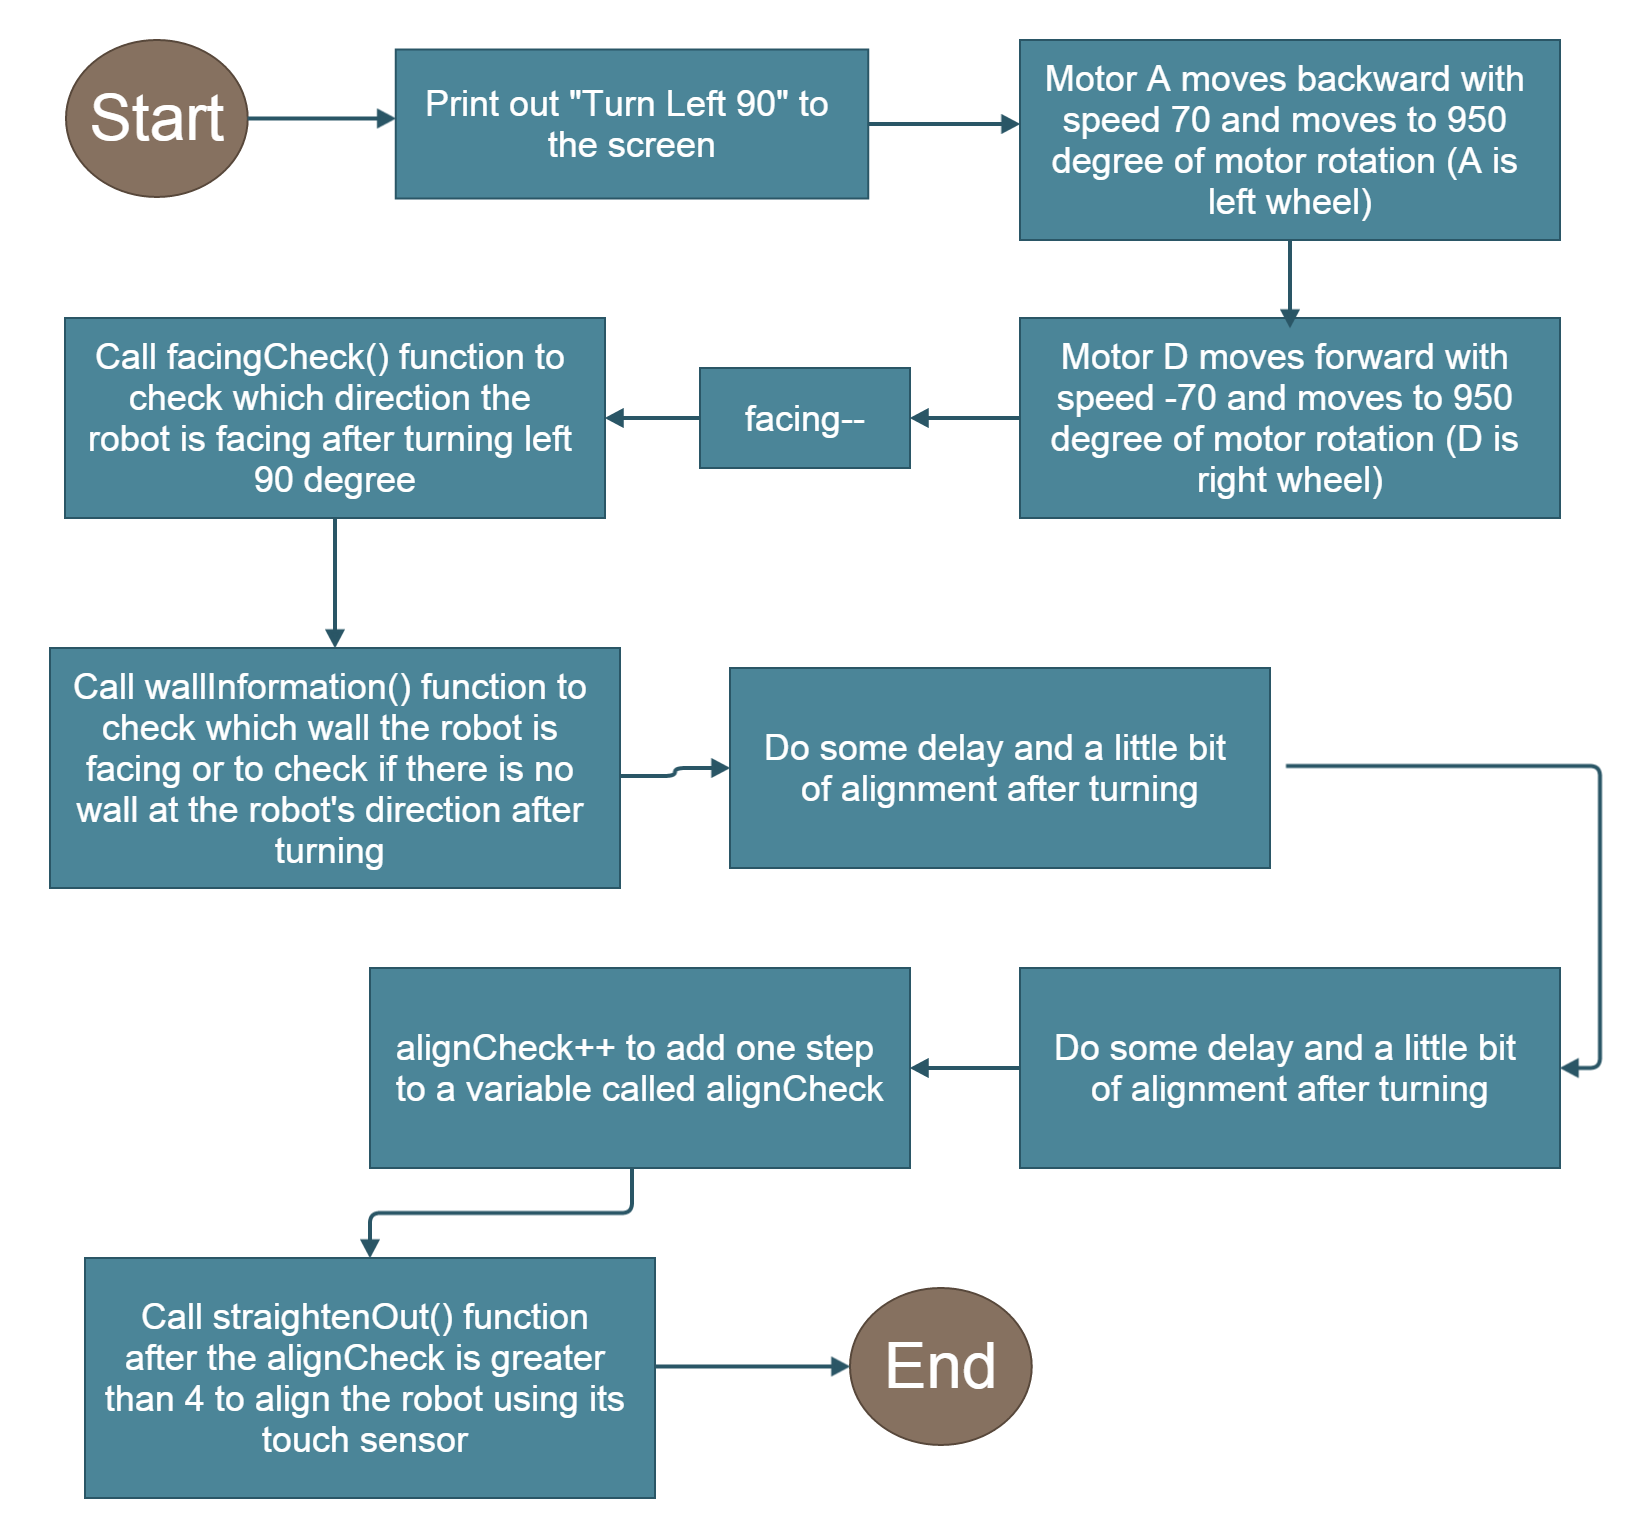 Start
Print out "Turn Left 90" to
the screen
Motor A moves backward with
speed 70 and moves to 950
degree of motor rotation (A is
left wheel)
Motor D moves forward with
speed -70 and moves to 950
degree of motor rotation (D is
right wheel)
facing--
Call facingCheck() function to
check which direction the
robot is facing after turning left
90 degree
Call wallInformation() function to
check which wall the robot is
facing or to check if there is no
wall at the robot's direction after
turning
Do some delay and a little bit
of alignment after turning
Do some delay and a little bit
of alignment after turning
alignCheck++ to add one step
to a variable called alignCheck
Call straightenOut() function
after the alignCheck is greater
than 4 to align the robot using its
touch sensor
End